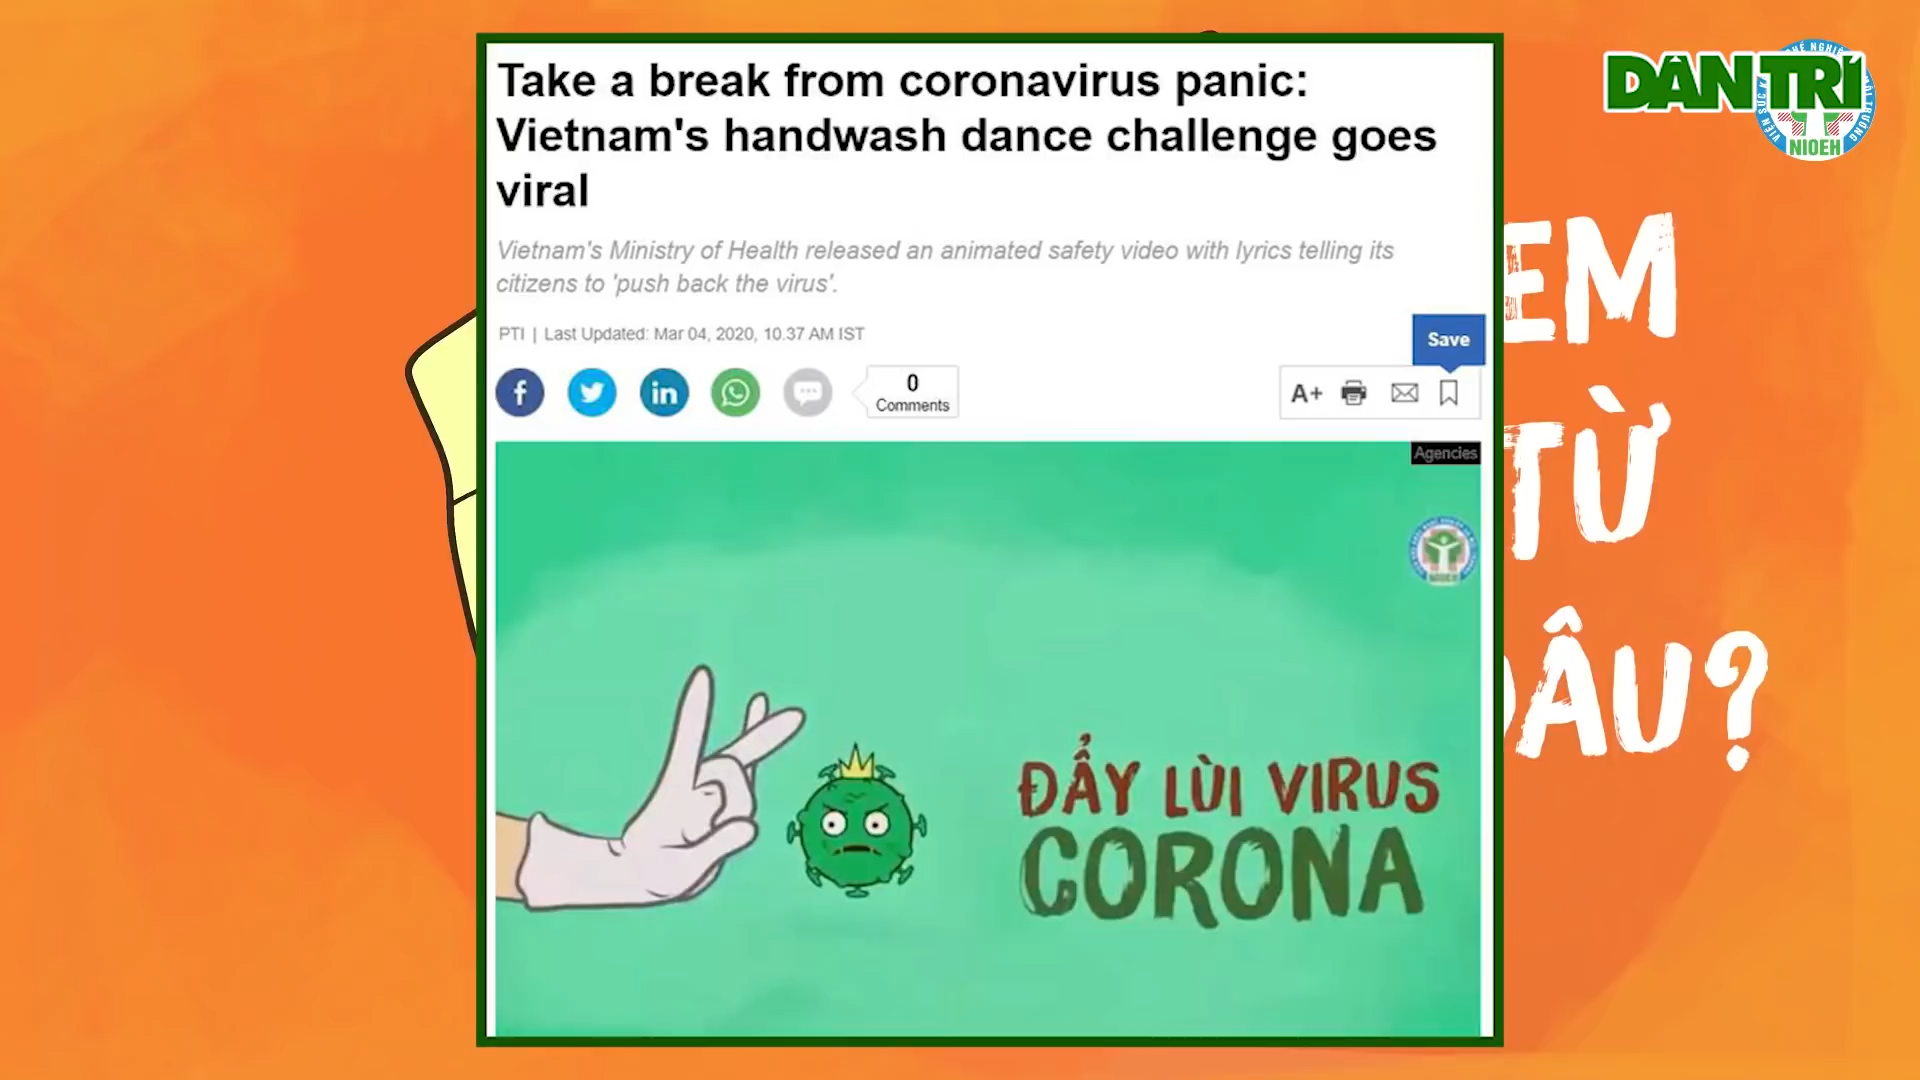 Take a break from coronavirus panic:
Vietnam's handwash dance challenge goes
viral
Vietnam's Ministry of Health released an animated safety video with lyrics telling its
citizens to 'push back the virus'.
PTI | Last Updated: Mar 04, 2020, 10.37 AM IST
Save
0
Comments
A+
Agencies
NIOEH
ĐẨY LÙI VIRUS
CORONA
DÂN TRÍ
NIOEH
EM
TỪ
ĐÂU?